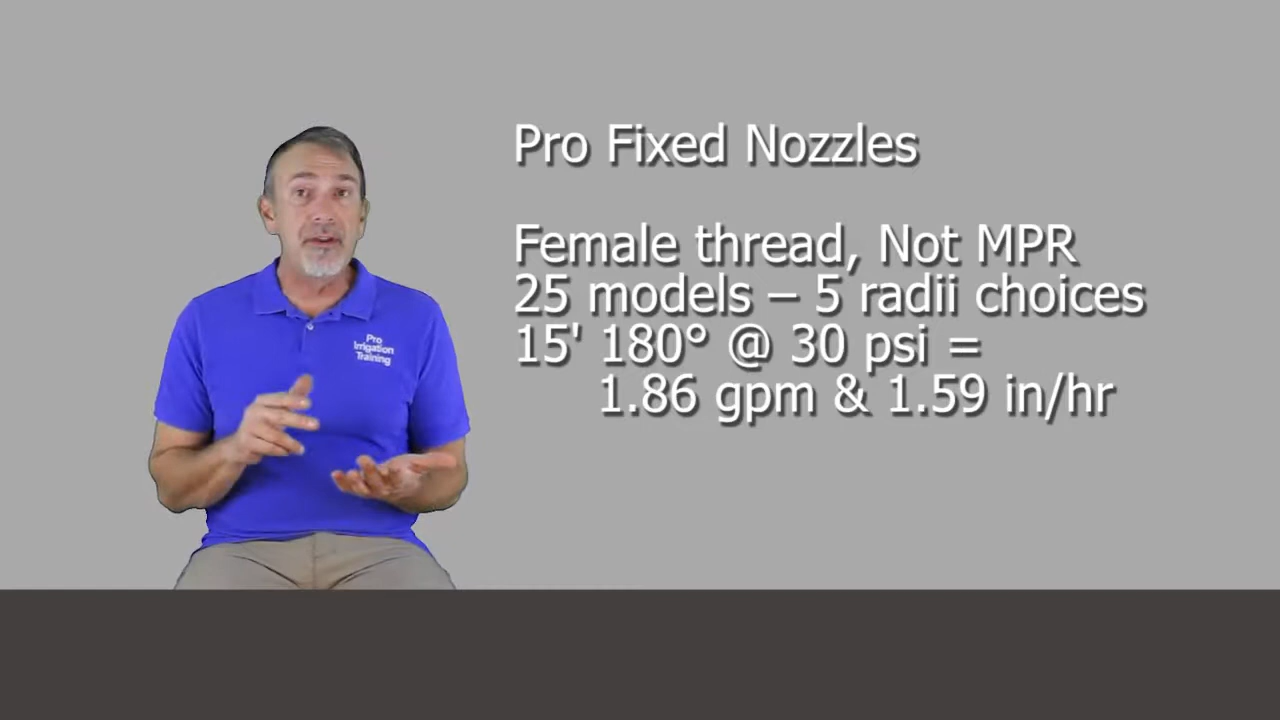 Pro Fixed Nozzles
Female thread, Not MPR
25 models – 5 radii choices
15' 180° @ 30 psi =
1.86 gpm & 1.59 in/hr
Pro
Irrigation
Training